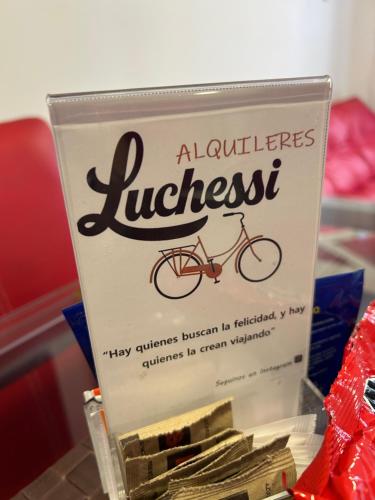 ALQUILERES
Luchessi
"Hay quienes buscan la felicidad, y hay
quienes la crean viajando"
Seguinos en Instagram